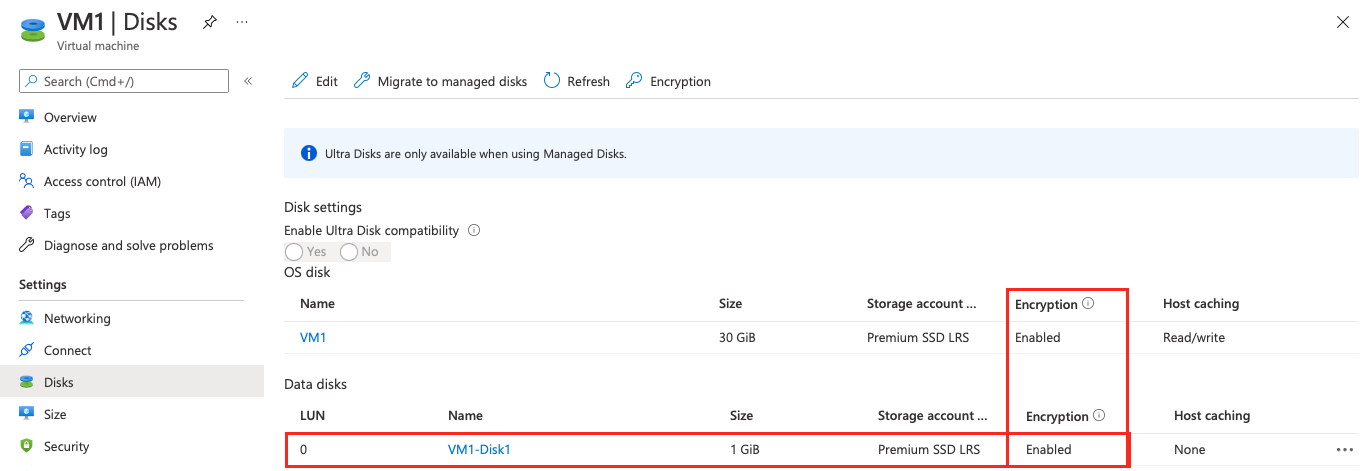 VM1 | Disks
Virtual machine
Search (Cmd+/)
Overview
Activity log
Access control (IAM)
Tags
Diagnose and solve problems
Settings
Networking
Connect
Disks
Size
Security
Edit Migrate to managed disks Refresh Encryption
Ultra Disks are only available when using Managed Disks.
Disk settings
Enable Ultra Disk compatibility
Yes No
OS disk
Name Size Storage account ... Encryption Host caching
VM1 30 GiB Premium SSD LRS Enabled Read/write
Data disks
LUN Name Size Storage account ... Encryption Host caching
0 VM1-Disk1 1 GiB Premium SSD LRS Enabled None